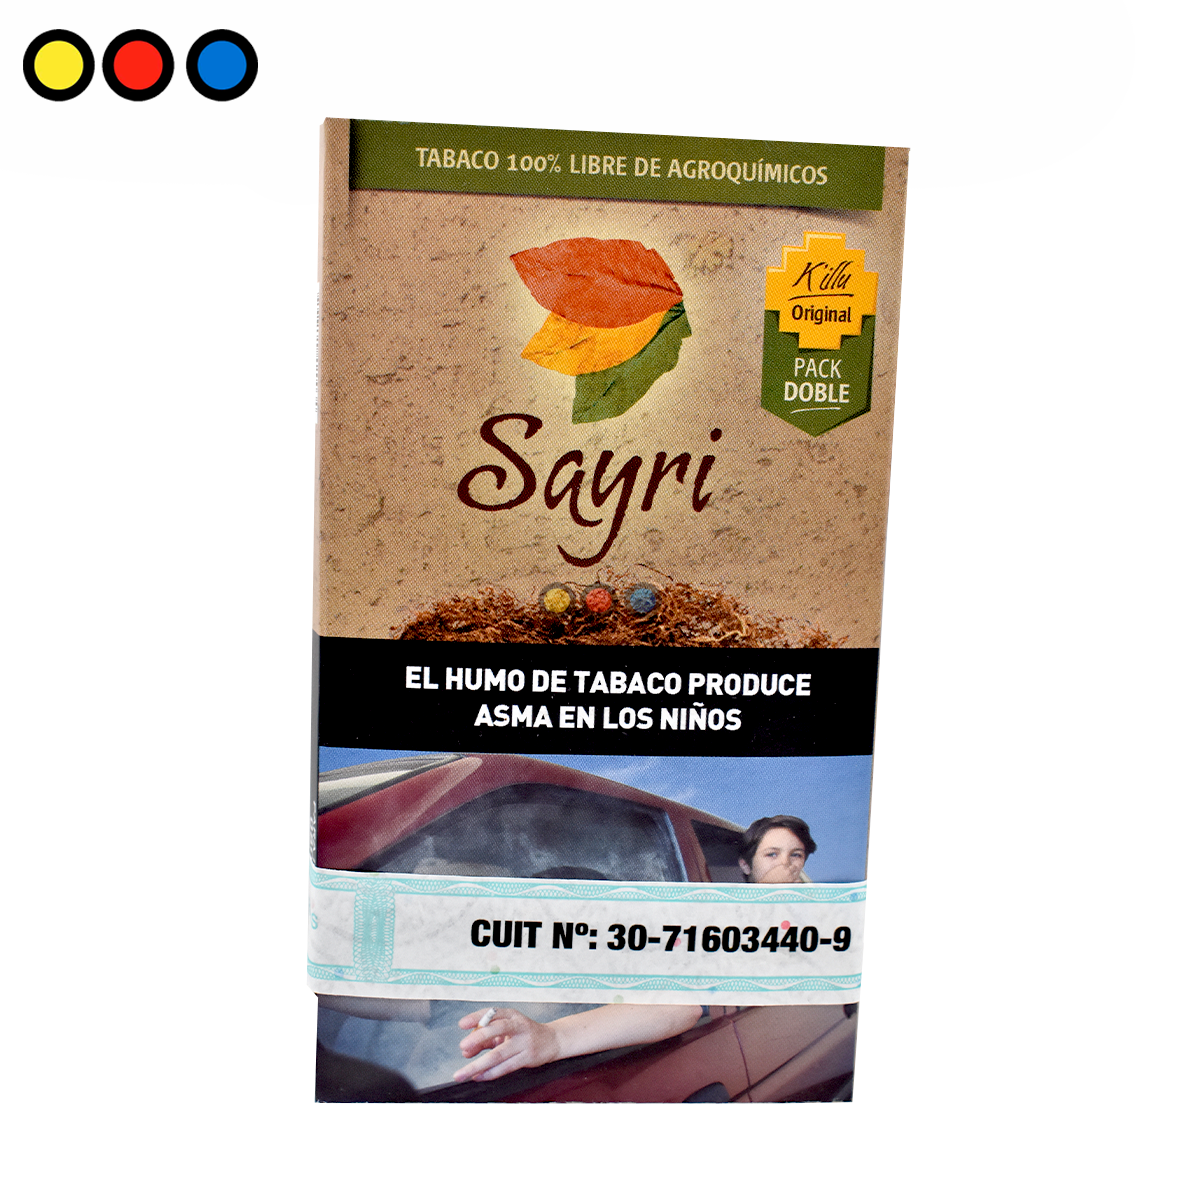 TABACO 100% LIBRE DE AGROQUÍMICOS
Killu
Original
PACK
DOBLE
Sayri
EL HUMO DE TABACO PRODUCE
ASMA EN LOS NIÑOS
CUIT Nº: 30-71603440-9